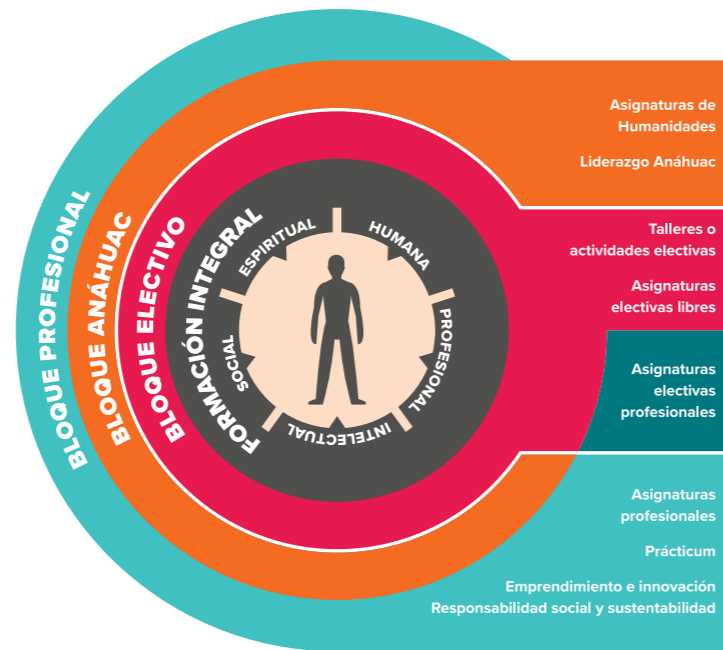 BLOQUE PROFESIONAL
BLOQUE ANÁHUAC
BLOQUE ELECTIVO
FORMACIÓN INTEGRAL
ESPIRITUAL
HUMANA
PROFESIONAL
INTELECTUAL
SOCIAL
Asignaturas de
Humanidades
Liderazgo Anáhuac
Talleres o
actividades electivas
Asignaturas
electivas libres
Asignaturas
electivas
profesionales
Asignaturas
profesionales
Prácticum
Emprendimiento e innovación
Responsabilidad social y sustentabilidad